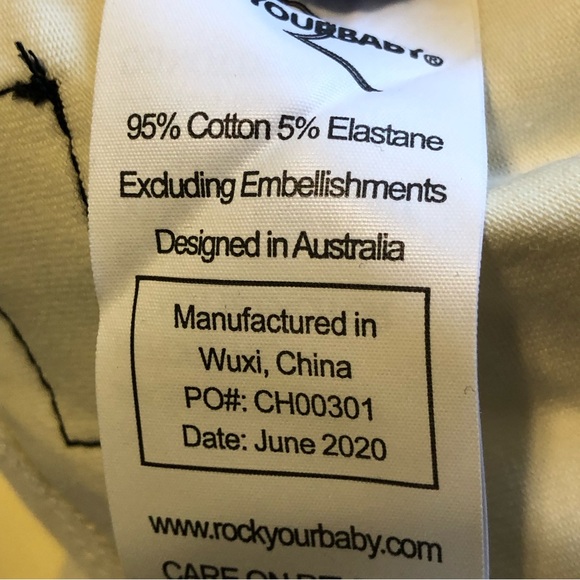 YOURBABY®
95% Cotton 5% Elastane
Excluding Embellishments
Designed in Australia
Manufactured in
Wuxi, China
PO#: CH00301
Date: June 2020
www.rockyourbaby.com
CARE ON